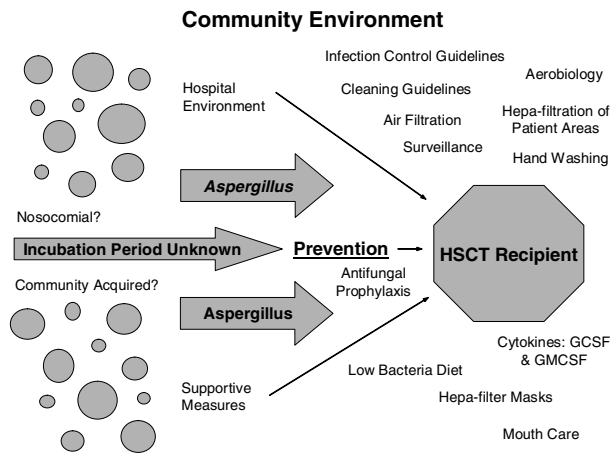 Community Environment
Infection Control Guidelines
Aerobiology
Hospital
Environment
Cleaning Guidelines
Air Filtration
Hepa-filtration of
Patient Areas
Surveillance
Hand Washing
Aspergillus
Nosocomial?
Incubation Period Unknown
Prevention
HSCT Recipient
Antifungal
Prophylaxis
Community Acquired?
Aspergillus
Cytokines: GCSF
& GMCSF
Low Bacteria Diet
Supportive
Measures
Hepa-filter Masks
Mouth Care